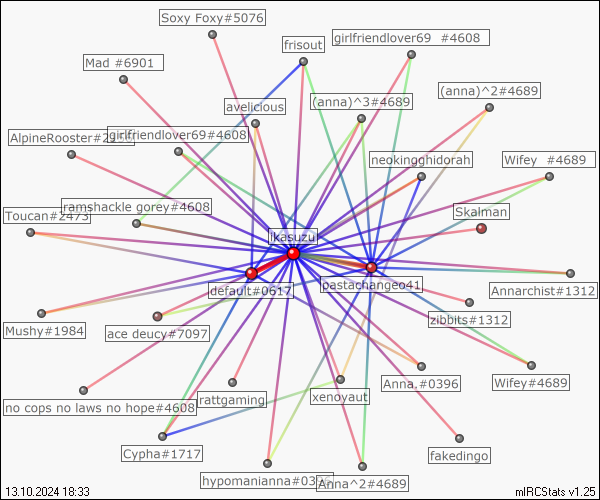 Soxy Foxy#5076
frisout
girlfriendlover69 #4608
Mad #6901
avelicious
(anna)^3#4689
(anna)^2#4689
AlpineRooster#2
girlfriendlover69#4608
neokingghidorah
Wifey #4689
ramshackle gorey#4608
Toucan#2473
Skalman
ikasuzu
default#0617
pastachangeo41
Annarchist#1312
Mushy#1984
ace deucy#7097
zibbits#1312
no cops no laws no hope#4608
rattgaming
xenoyaut
Anna.#0396
Wifey#4689
Cypha#1717
fakedingo
hypomanianna#03
Anna^2#4689
13.10.2024 18:33
mIRCStats v1.25